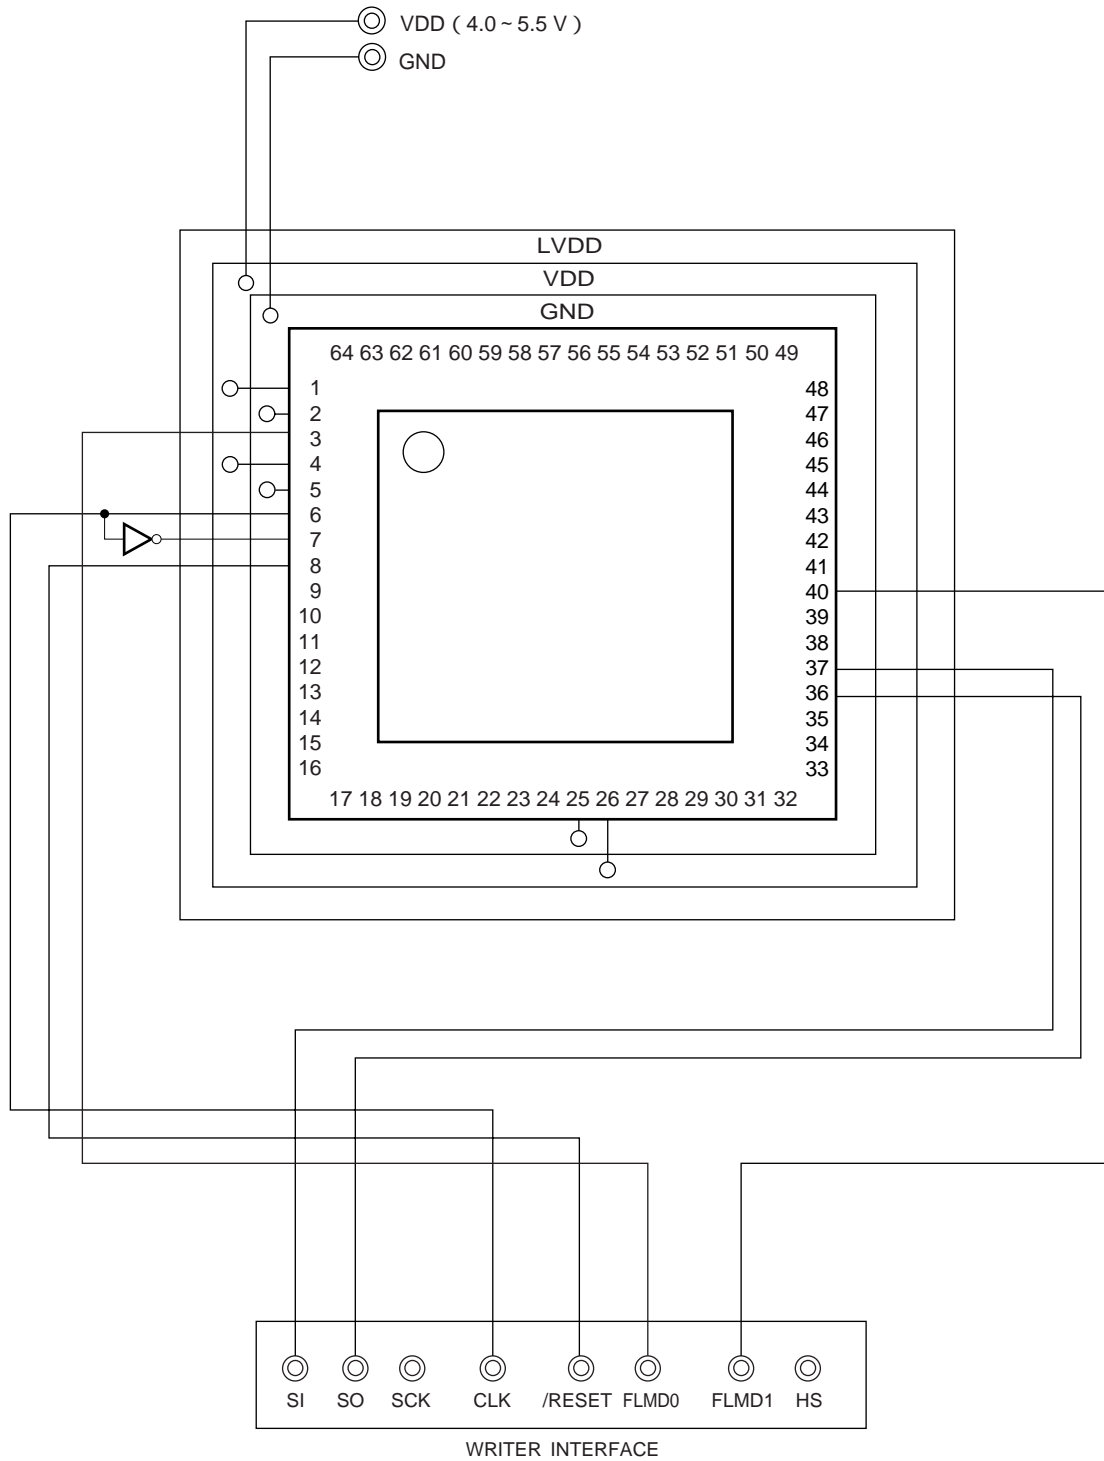 VDD ( 4.0 ~ 5.5 V )
GND
LVDD
VDD
GND
64 63 62 61 60 59 58 57 56 55 54 53 52 51 50 49
1 48
2 47
3 46
4 45
5 44
6 43
7 42
8 41
9 40
10 39
11 38
12 37
13 36
14 35
15 34
16 33
17 18 19 20 21 22 23 24 25 26 27 28 29 30 31 32
SI SO SCK CLK /RESET FLMD0 FLMD1 HS
WRITER INTERFACE